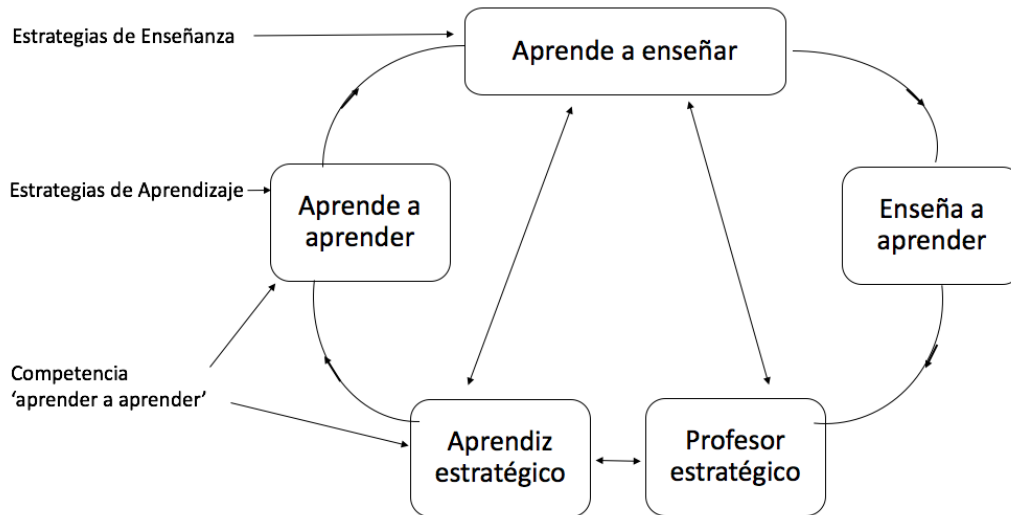 Estrategias de Enseñanza
Aprende a enseñar
Estrategias de Aprendizaje
Aprende a
aprender
Enseña a
aprender
Competencia
‘aprender a aprender’
Aprendiz
estratégico
Profesor
estratégico